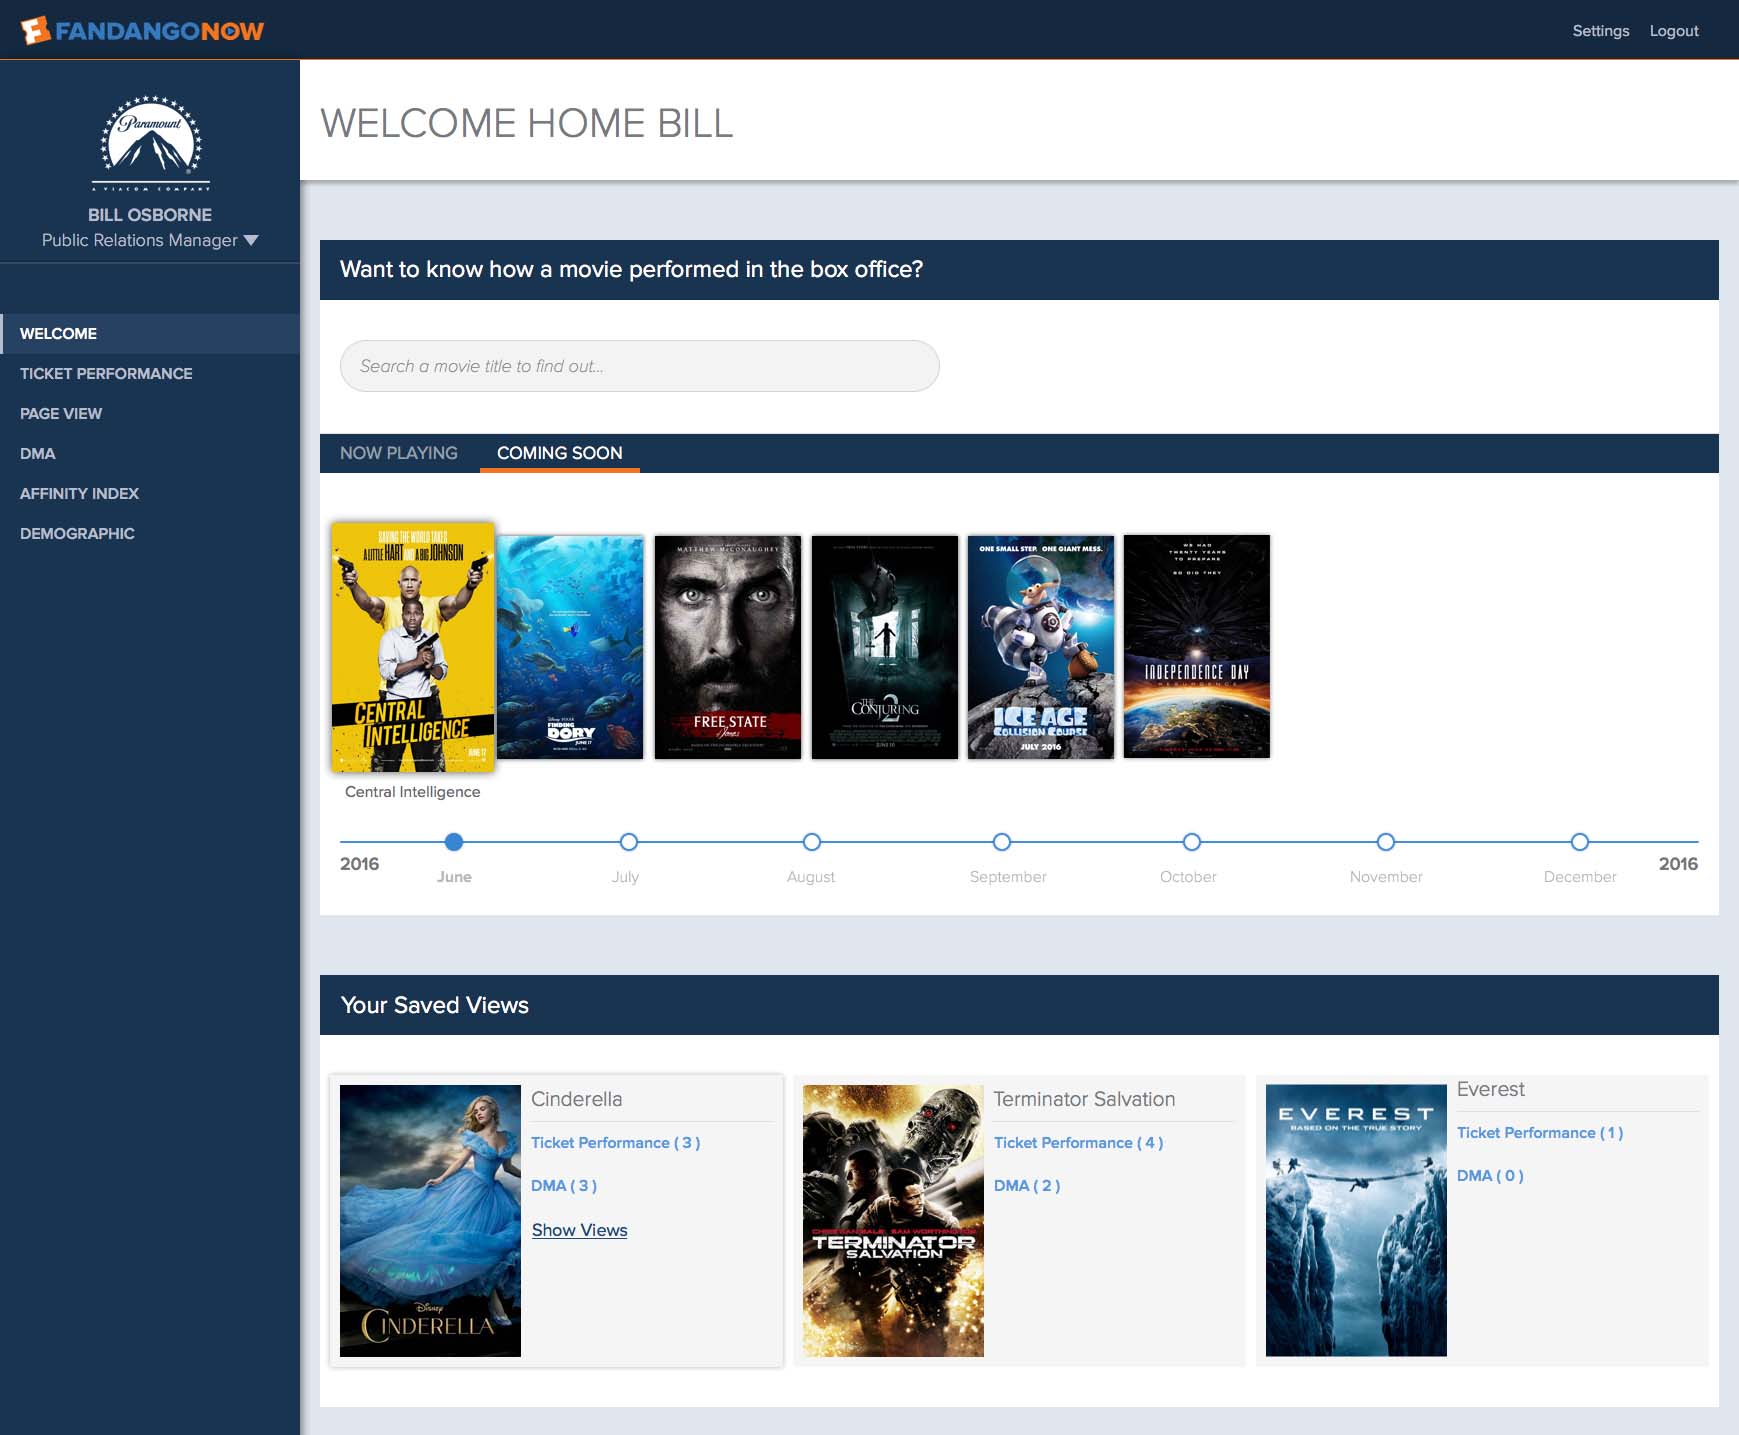 FANDANGONOW
Settings
Logout
Paramount
A VIACOM COMPANY
BILL OSBORNE
Public Relations Manager
WELCOME
TICKET PERFORMANCE
PAGE VIEW
DMA
AFFINITY INDEX
DEMOGRAPHIC
WELCOME HOME BILL
Want to know how a movie performed in the box office?
Search a movie title to find out...
NOW PLAYING
COMING SOON
SAVING THE WORLD TAKES
A LITTLE HART AND A BIG JOHNSON
CENTRAL
INTELLIGENCE
JUNE 17
DISNEY PIXAR
FINDING
DORY
JUNE 17
MATTHEW McCONAUGHEY
FREE STATE
of Jones
THE
CONJURING
2
JUNE 10
ONE SMALL STEP. ONE GIANT MESS.
ICE AGE
COLLISION COURSE
JULY 2016
WE HAD
TWENTY YEARS
TO PREPARE
SO DID THEY
INDEPENDENCE DAY
RESURGENCE
Central Intelligence
2016
June
July
August
September
October
November
December
2016
Your Saved Views
DISNEY
CINDERELLA
Cinderella
Ticket Performance ( 3 )
DMA ( 3 )
Show Views
CHRISTIAN BALE SAM WORTHINGTON
TERMINATOR
SALVATION
Terminator Salvation
Ticket Performance ( 4 )
DMA ( 2 )
EVEREST
BASED ON THE TRUE STORY
Everest
Ticket Performance ( 1 )
DMA ( 0 )